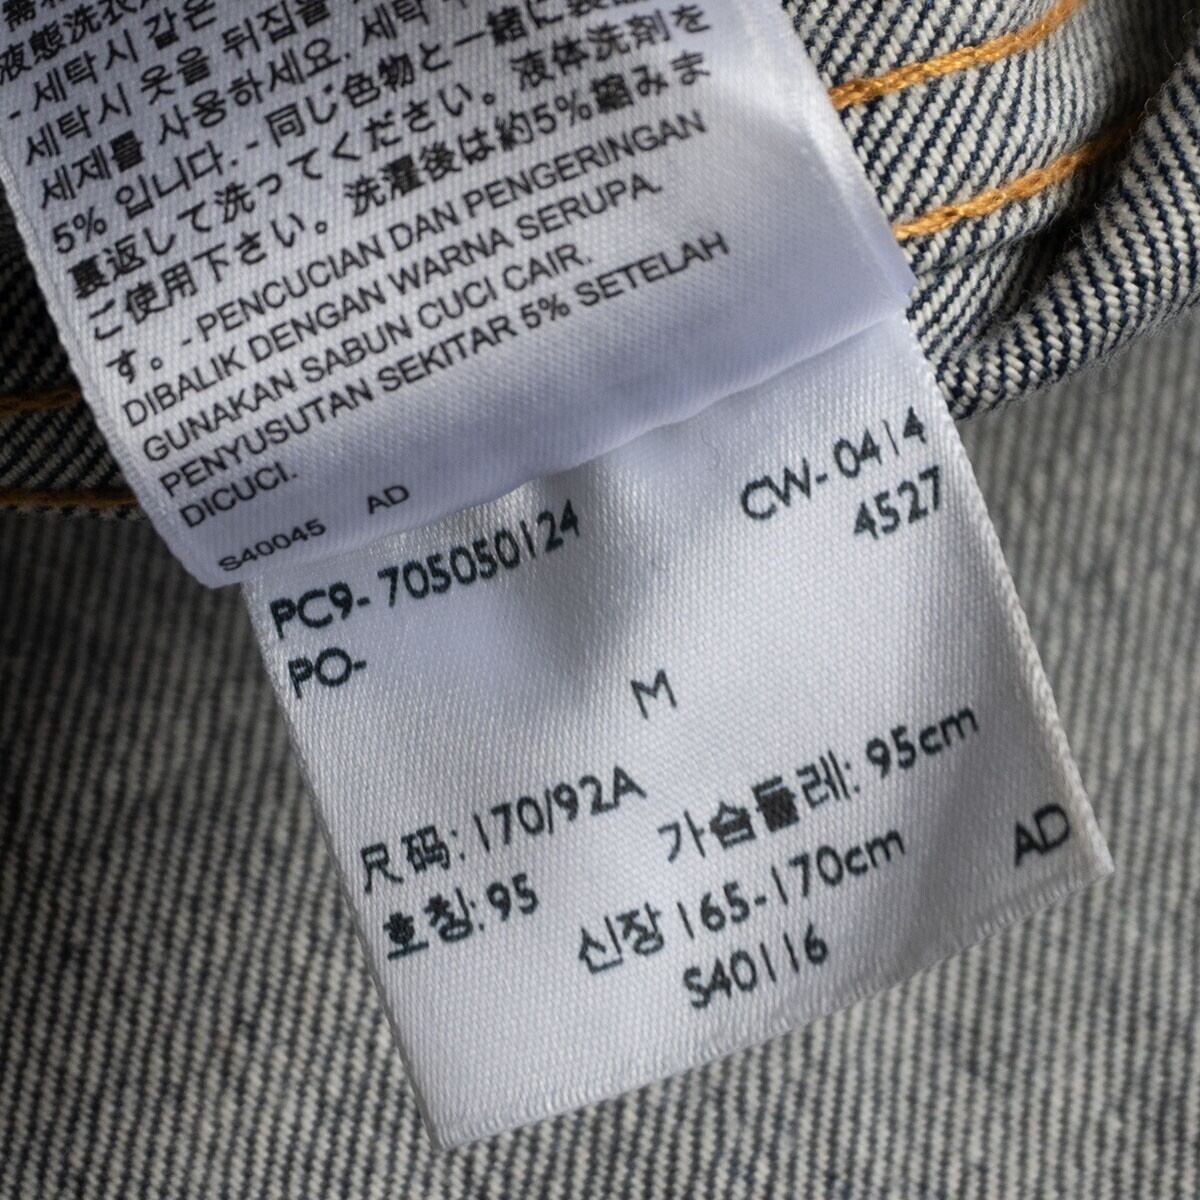 液態洗衣
- 세탁시 같은
세탁시 옷을 뒤집을
세제를 사용하세요. 세탁
5% 입니다. - 同じ色物と一緒に
裏返して洗ってください。液体洗剤を
ご使用下さい。洗濯後は約5%縮みま
す。- PENCUCIAN DAN PENGERINGAN
DIBALIK DENGAN WARNA SERUPA.
GUNAKAN SABUN CUCI CAIR.
PENYUSUTAN SEKITAR 5% SETELAH
DICUCI.
S40045 AD
PC9- 705050124 CW- 0414
PO- 4527
M
尺码: 170/92A 가슴둘레: 95cm
호칭: 95 신장 165-170cm AD
S40116